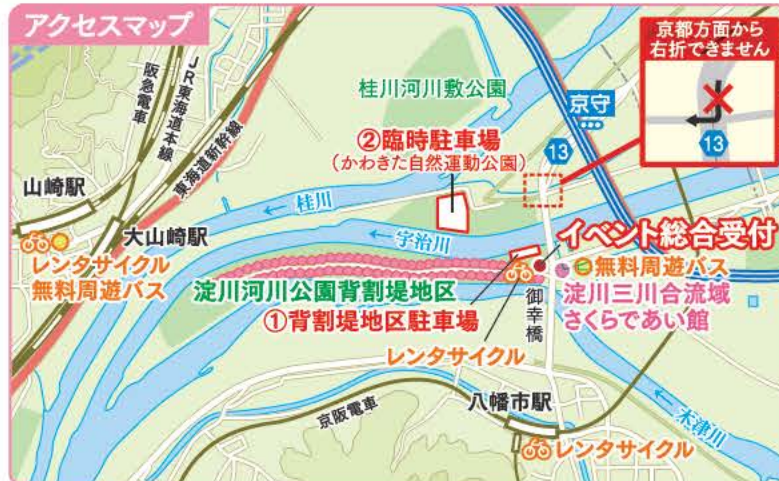 アクセスマップ
京都方面から
右折できません
13
阪急電車
JR東海道本線
東海道新幹線
桂川河川敷公園
京守
13
②臨時駐車場
(かわきた自然運動公園)
山崎駅
大山崎駅
レンタサイクル
無料周遊バス
←桂川
←宇治川
イベント総合受付
無料周遊バス
淀川三川合流域
さくらであい館
淀川河川公園背割堤地区
①背割堤地区駐車場
御幸橋
レンタサイクル
京阪電車
八幡市駅
木津川
レンタサイクル